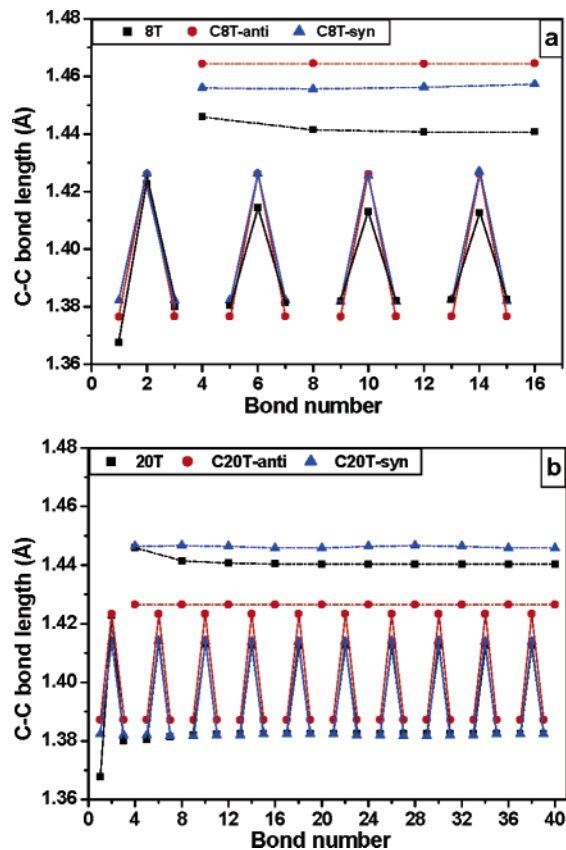 8T C8T-anti C8T-syn a
1.48
1.46
1.44
1.42
1.40
1.38
1.36
C-C bond length (Å)
0 2 4 6 8 10 12 14 16
Bond number
20T C20T-anti C20T-syn b
1.48
1.46
1.44
1.42
1.40
1.38
1.36
C-C bond length (Å)
0 4 8 12 16 20 24 28 32 36 40
Bond number